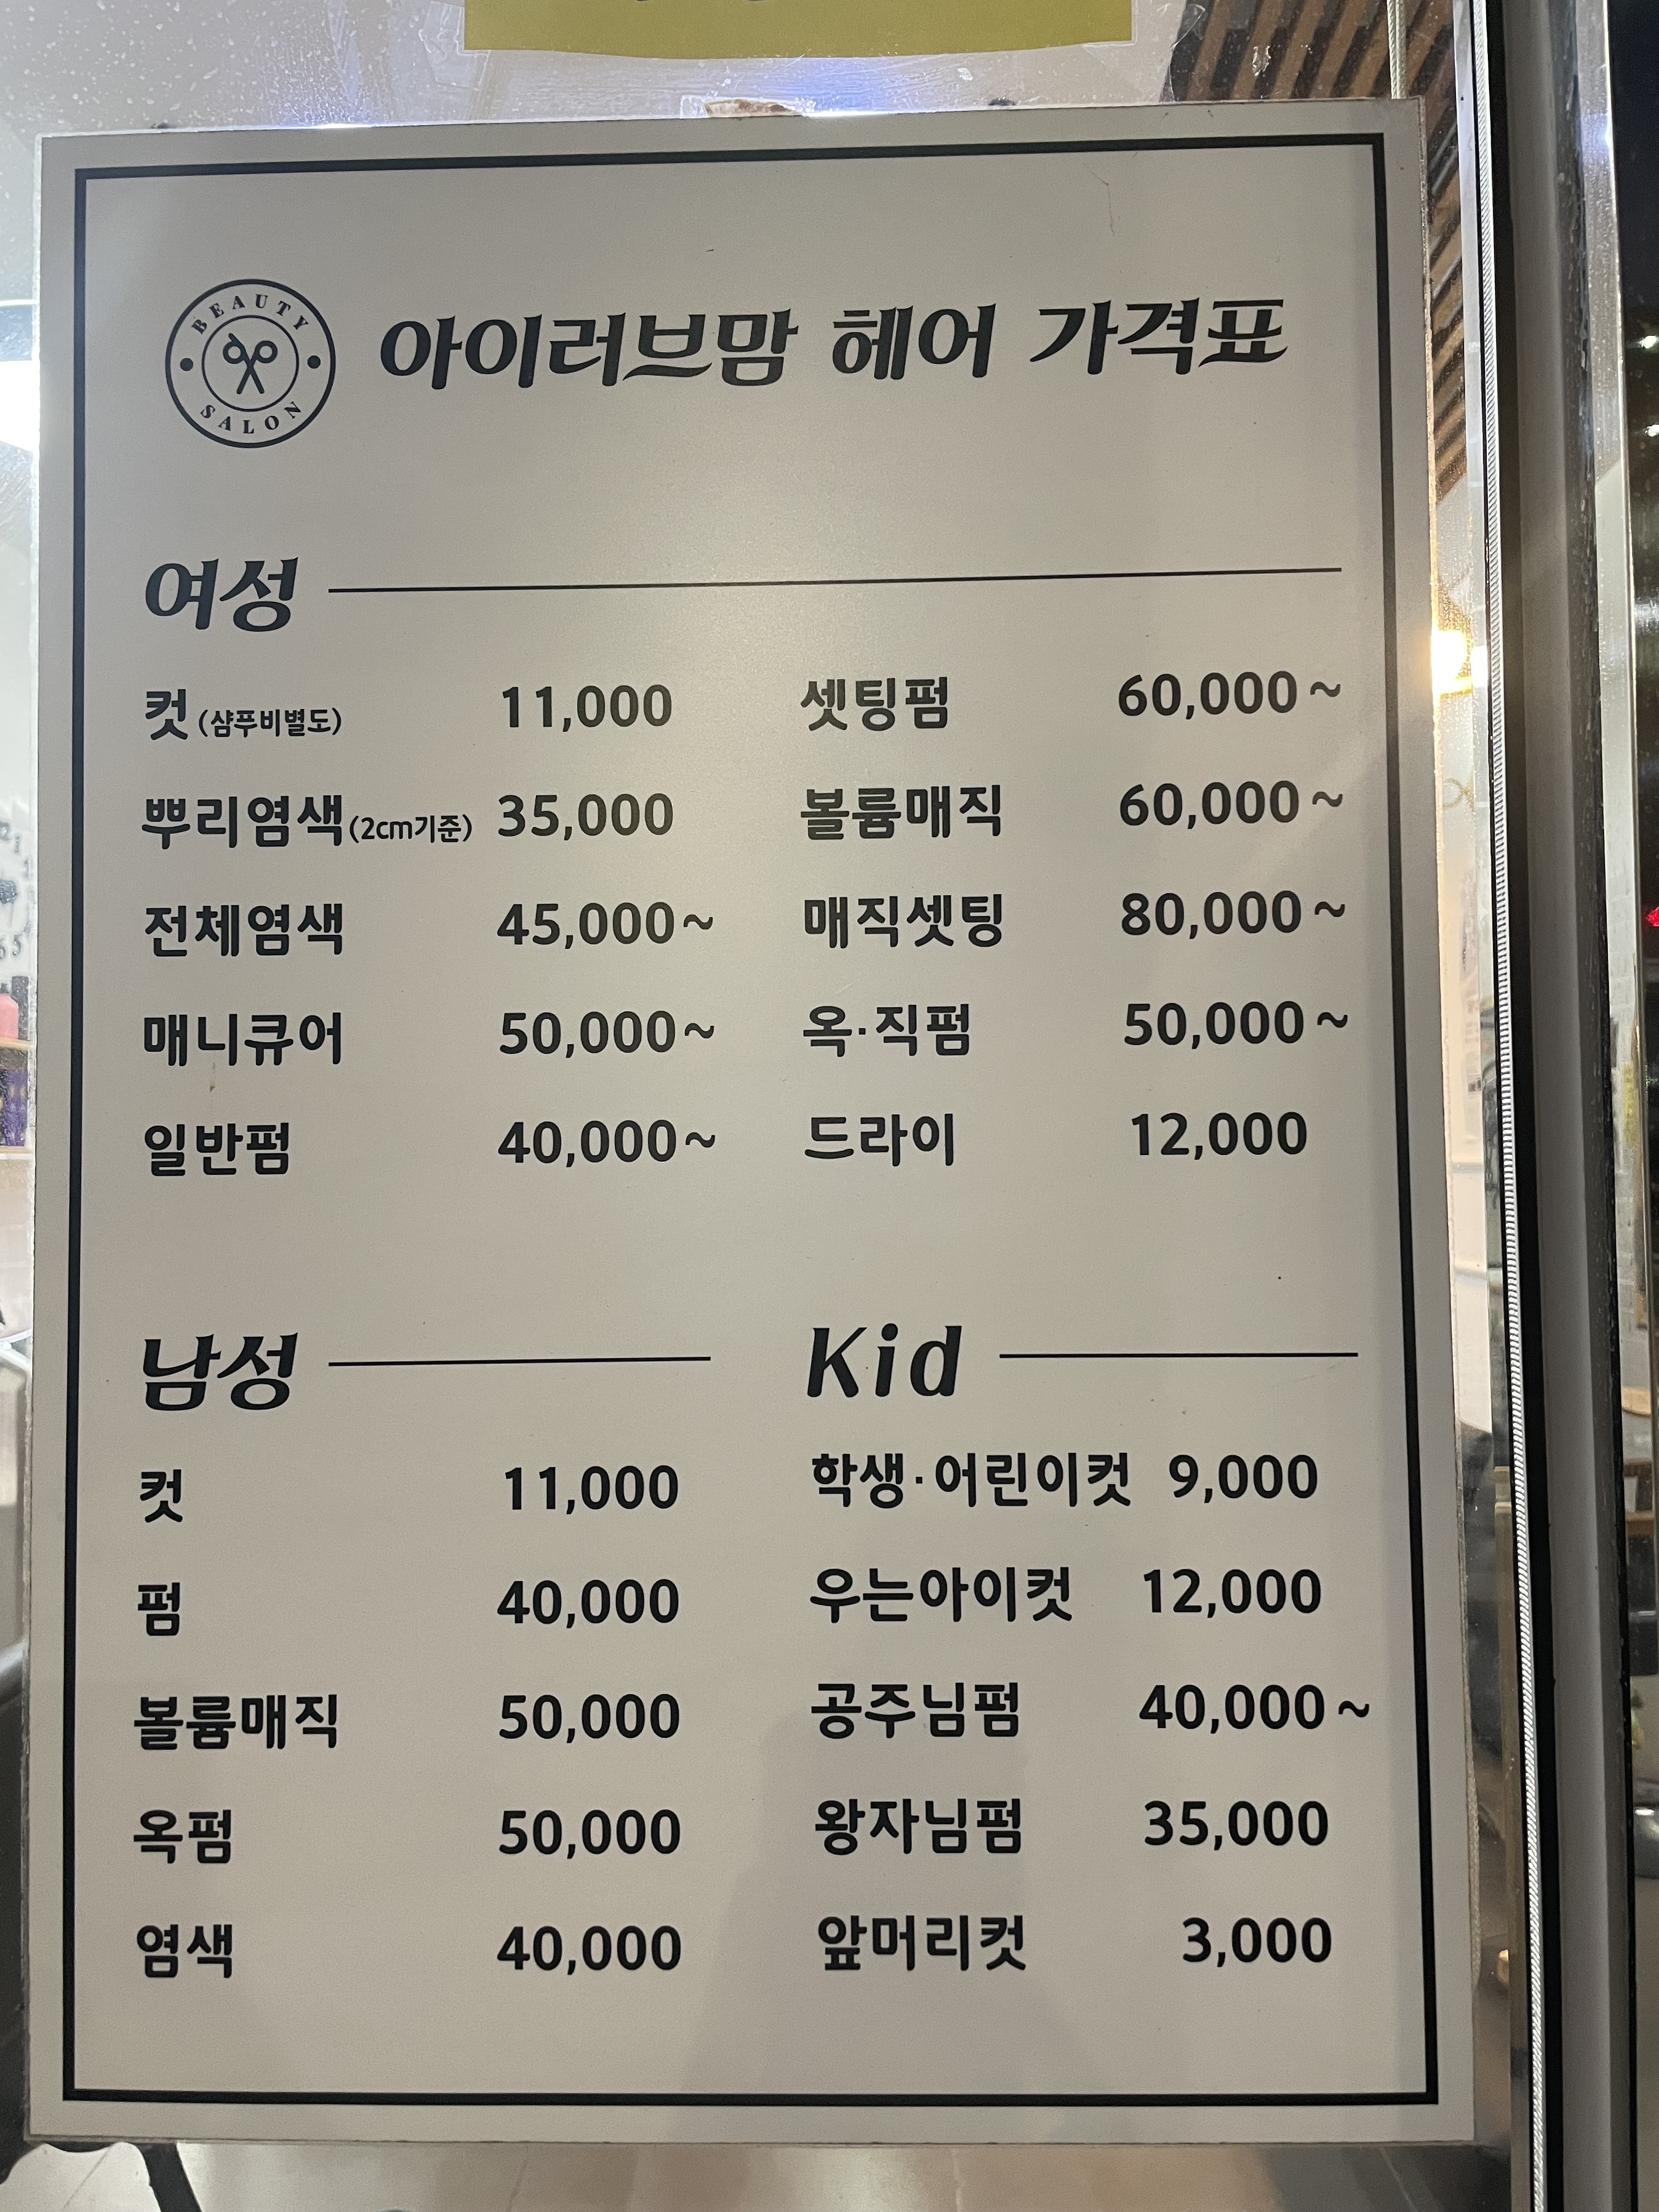 BEAUTY SALON
아이러브맘 헤어 가격표
여성
컷 (샴푸비별도) 11,000
뿌리염색(2cm기준) 35,000
전체염색 45,000~
매니큐어 50,000~
일반펌 40,000~
셋팅펌 60,000~
볼륨매직 60,000~
매직셋팅 80,000~
옥·직펌 50,000~
드라이 12,000
남성
컷 11,000
펌 40,000
볼륨매직 50,000
옥펌 50,000
염색 40,000
Kid
학생·어린이컷 9,000
우는아이컷 12,000
공주님펌 40,000~
왕자님펌 35,000
앞머리컷 3,000